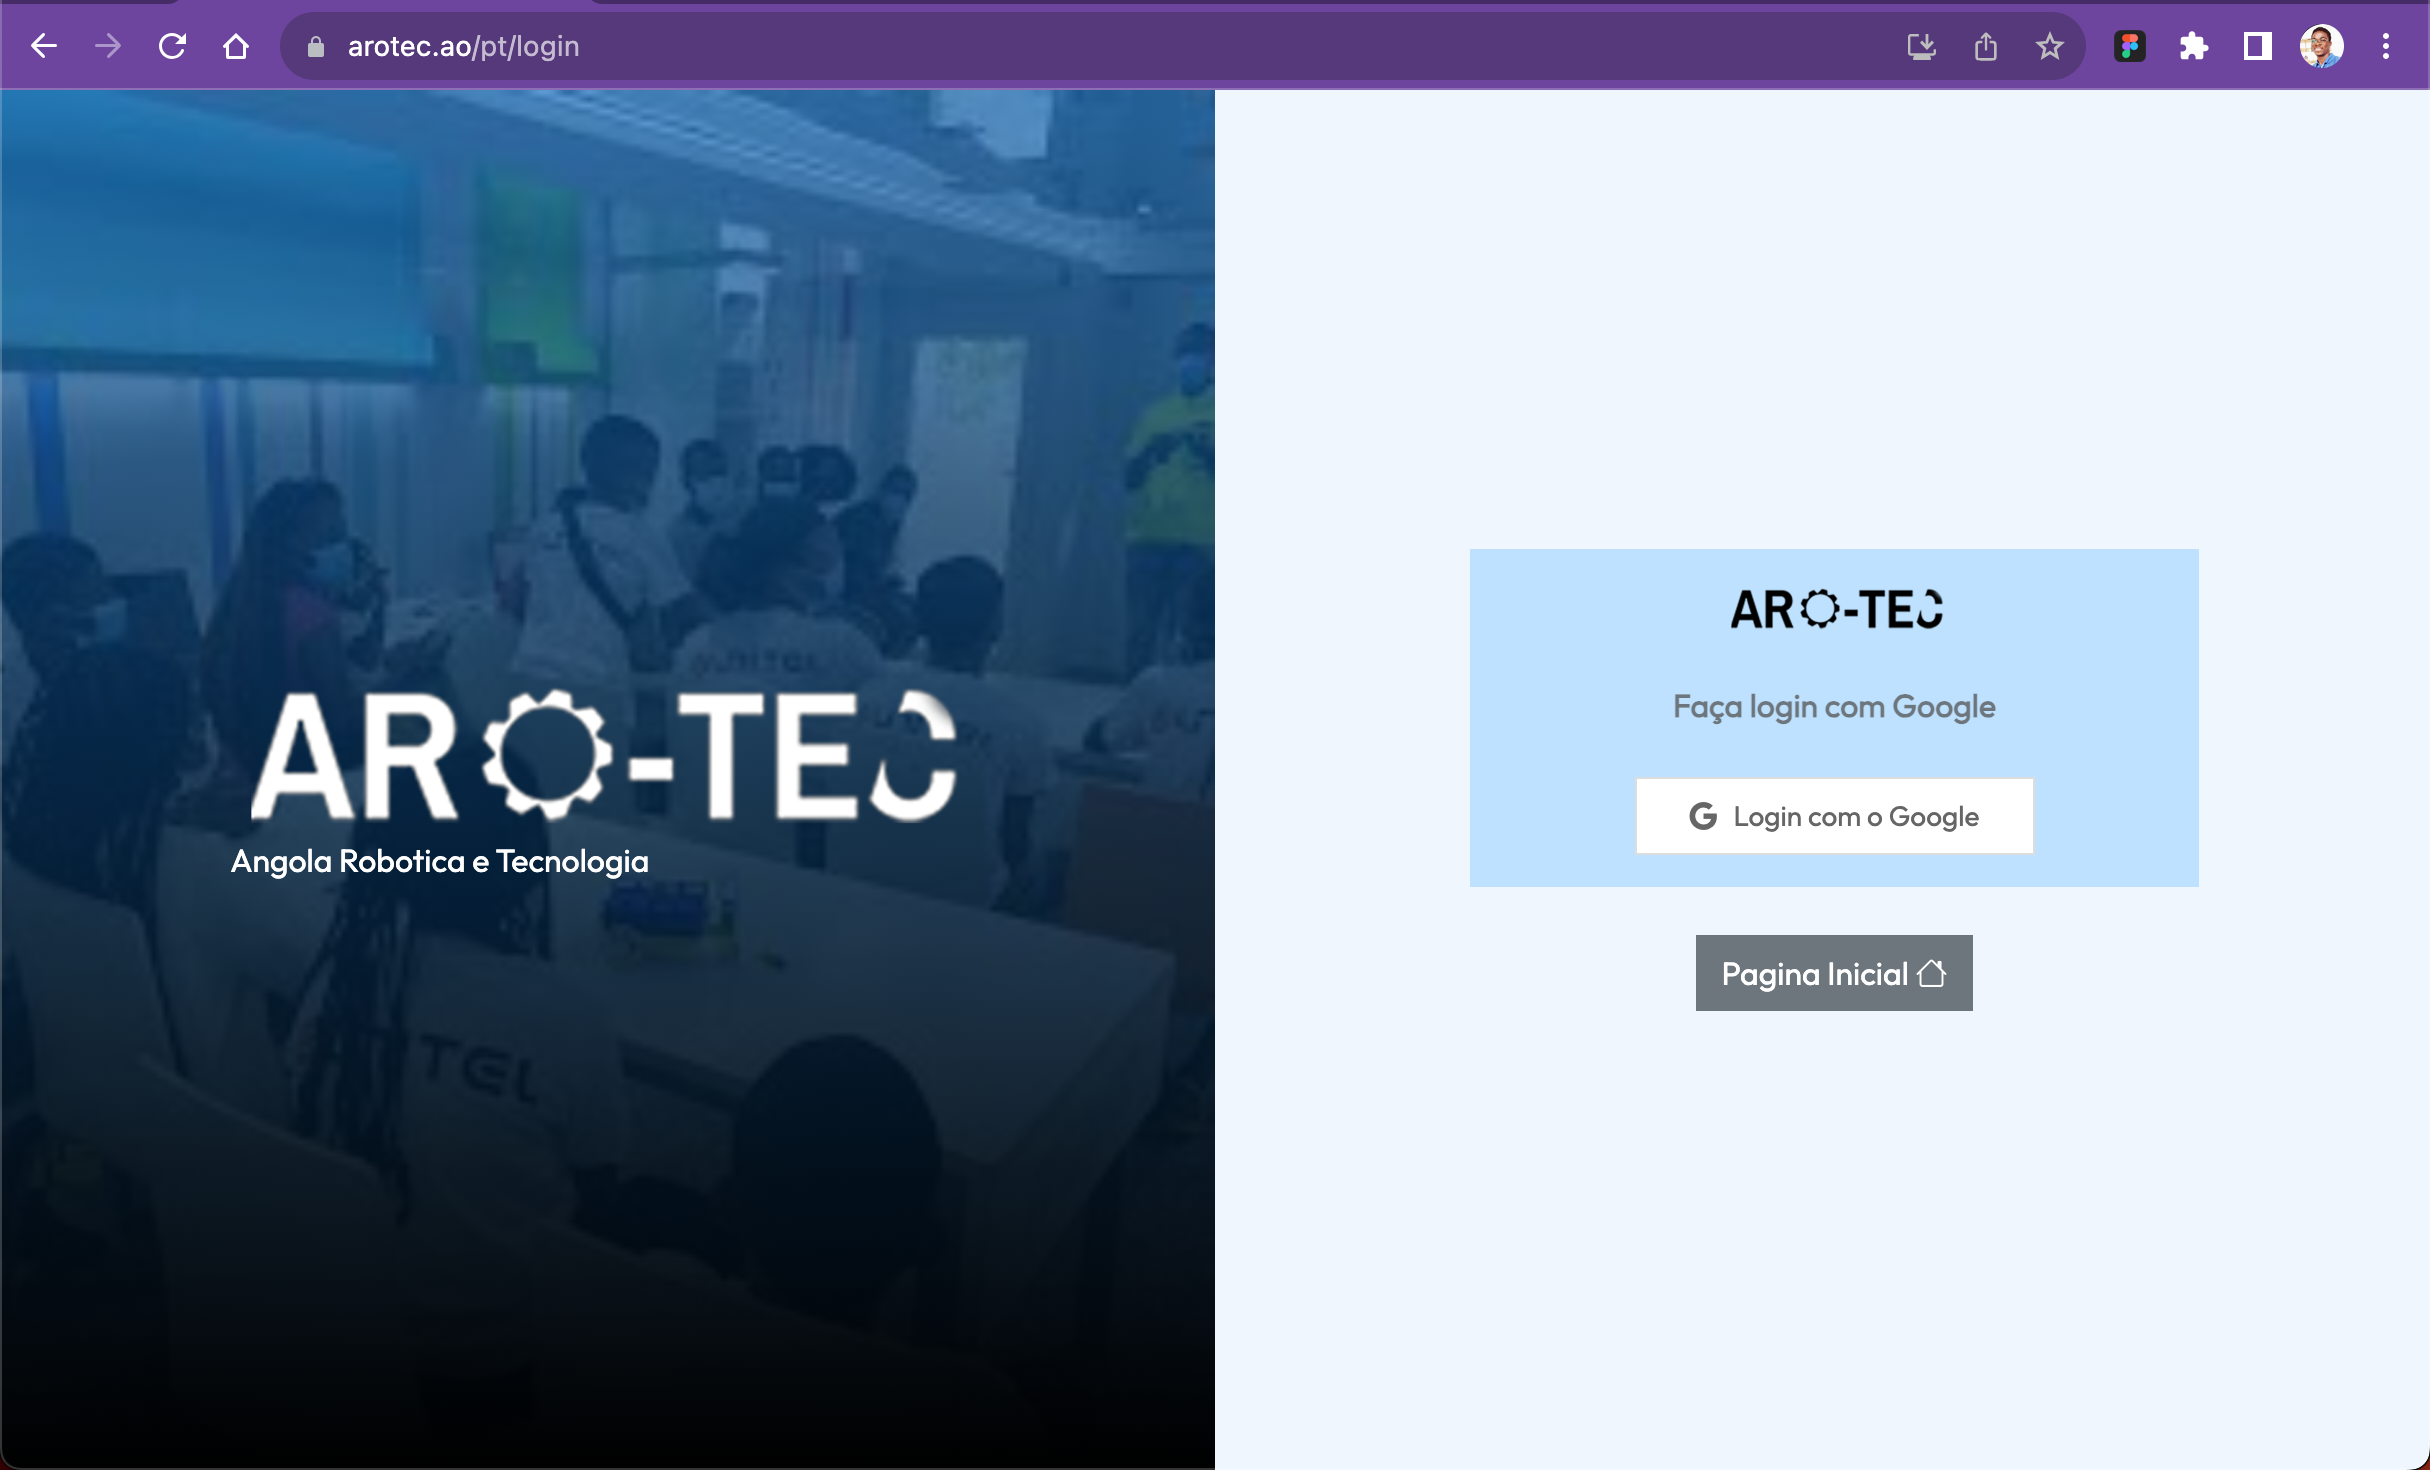 arotec.ao/pt/login
ARO-TEC
Angola Robotica e Tecnologia
ARO-TEC
Faça login com Google
Login com o Google
Pagina Inicial